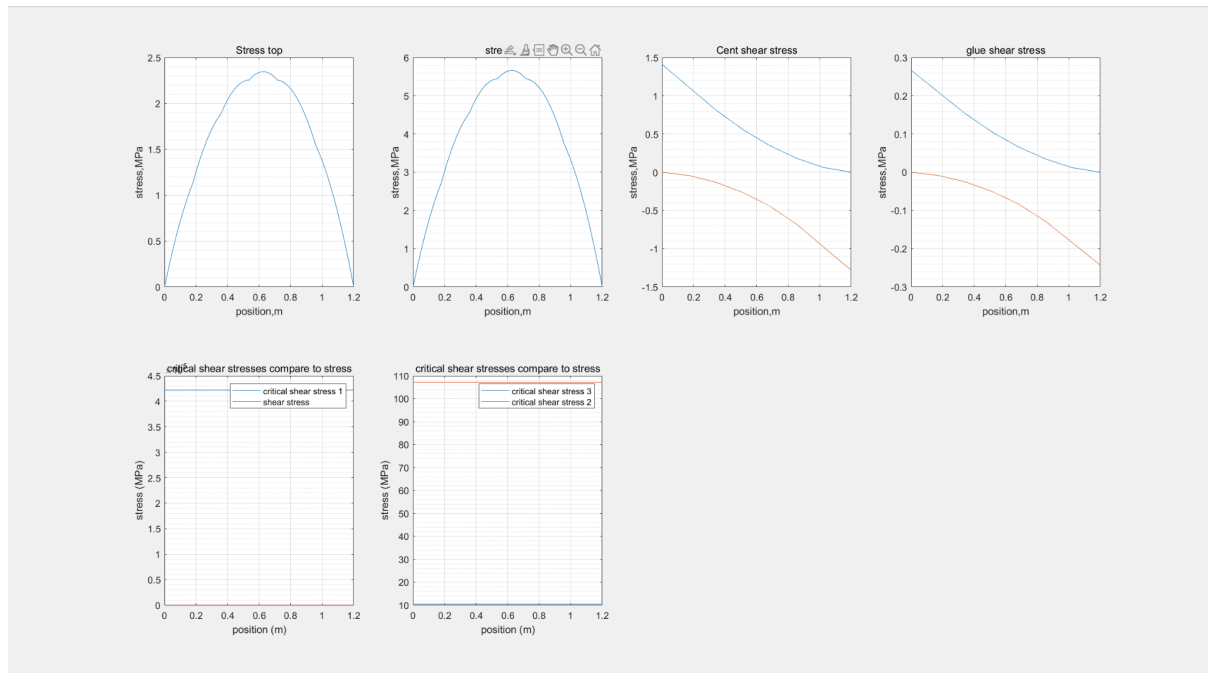 Stress top
2.5
2
1.5
1
0.5
0
stress,MPa
0 0.2 0.4 0.6 0.8 1 1.2
position,m
stre
6
5
4
3
2
1
0
stress,MPa
0 0.2 0.4 0.6 0.8 1 1.2
position,m
Cent shear stress
1.5
1
0.5
0
-0.5
-1
-1.5
stress,MPa
0 0.2 0.4 0.6 0.8 1 1.2
position,m
glue shear stress
0.3
0.2
0.1
0
-0.1
-0.2
-0.3
stress,MPa
0 0.2 0.4 0.6 0.8 1 1.2
position,m
critical shear stresses compare to stress
4.5
4
3.5
3
2.5
2
1.5
1
0.5
0
stress (MPa)
critical shear stress 1
shear stress
0 0.2 0.4 0.6 0.8 1 1.2
position (m)
critical shear stresses compare to stress
110
100
90
80
70
60
50
40
30
20
10
stress (MPa)
critical shear stress 3
critical shear stress 2
0 0.2 0.4 0.6 0.8 1 1.2
position (m)